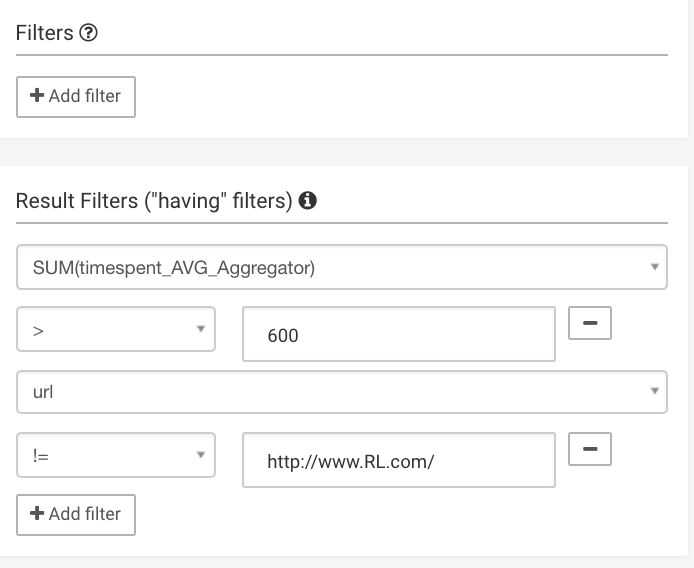 Filters
Add filter
Result Filters ("having" filters)
SUM(timespent_AVG_Aggregator)
> 600
url
!= http://www.RL.com/
Add filter